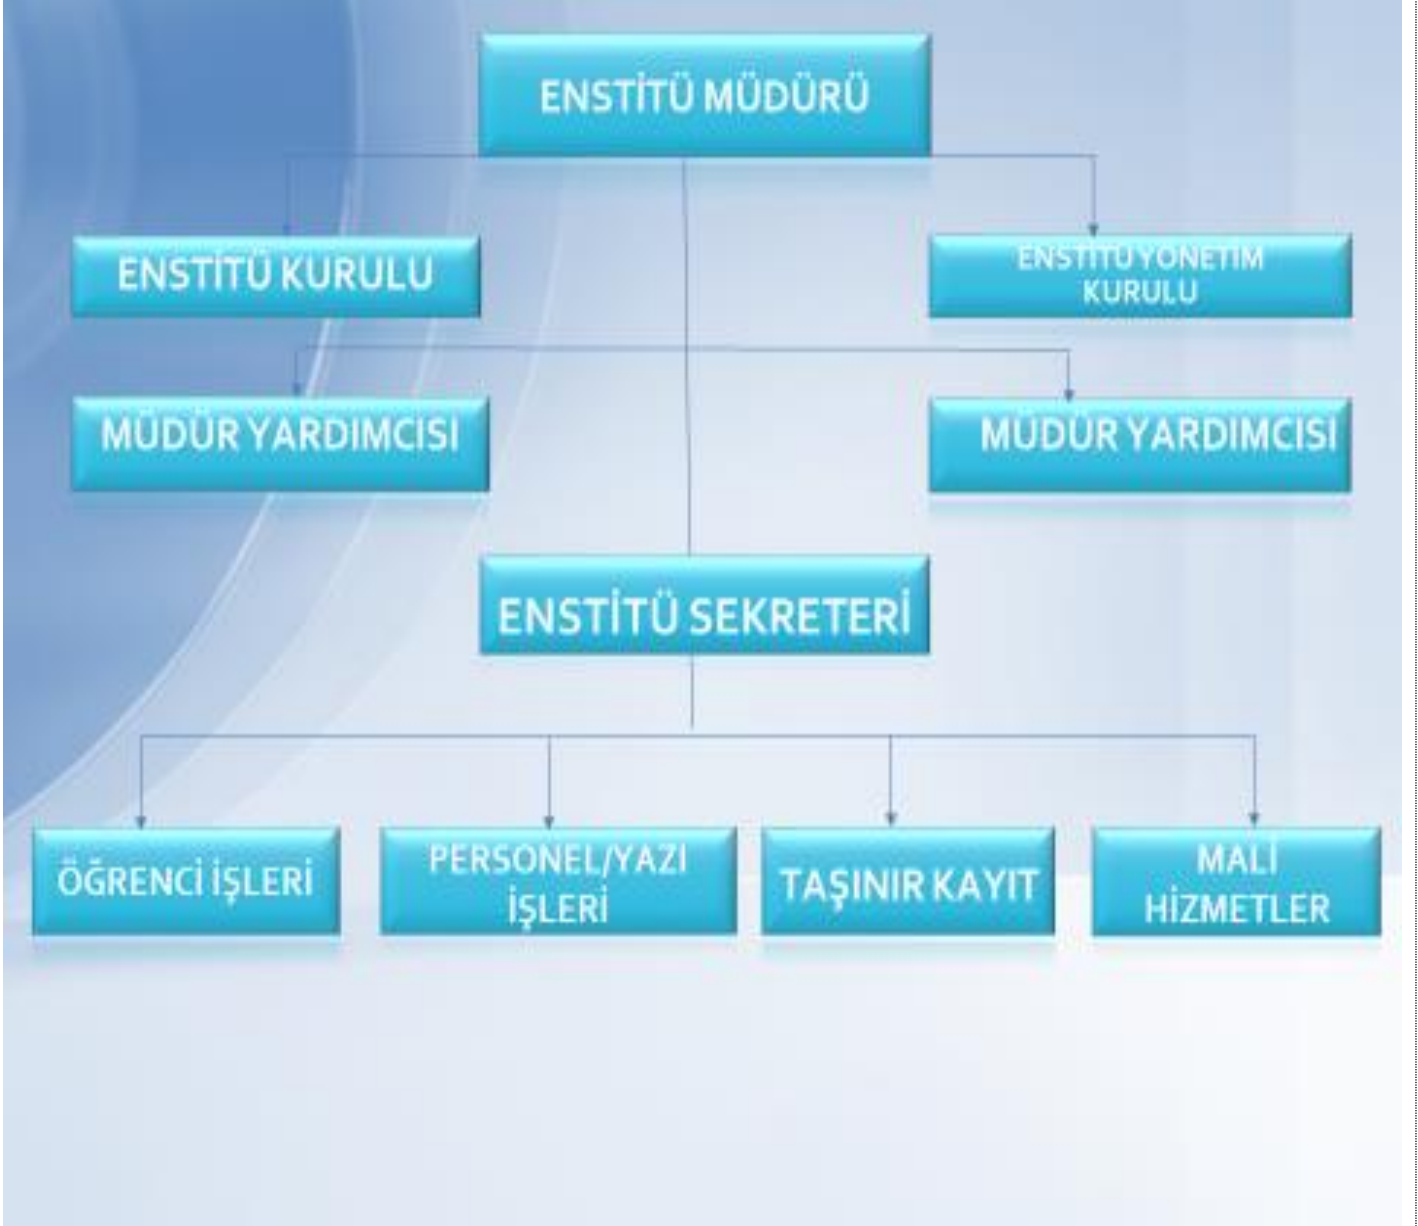 ENSTİTÜ MÜDÜRÜ
ENSTİTÜ KURULU
ENSTİTÜ YÖNETİM
KURULU
MÜDÜR YARDIMCISI
MÜDÜR YARDIMCISI
ENSTİTÜ SEKRETERİ
ÖĞRENCİ İŞLERİ
PERSONEL/YAZI
İŞLERİ
TAŞINIR KAYIT
MALİ
HİZMETLER